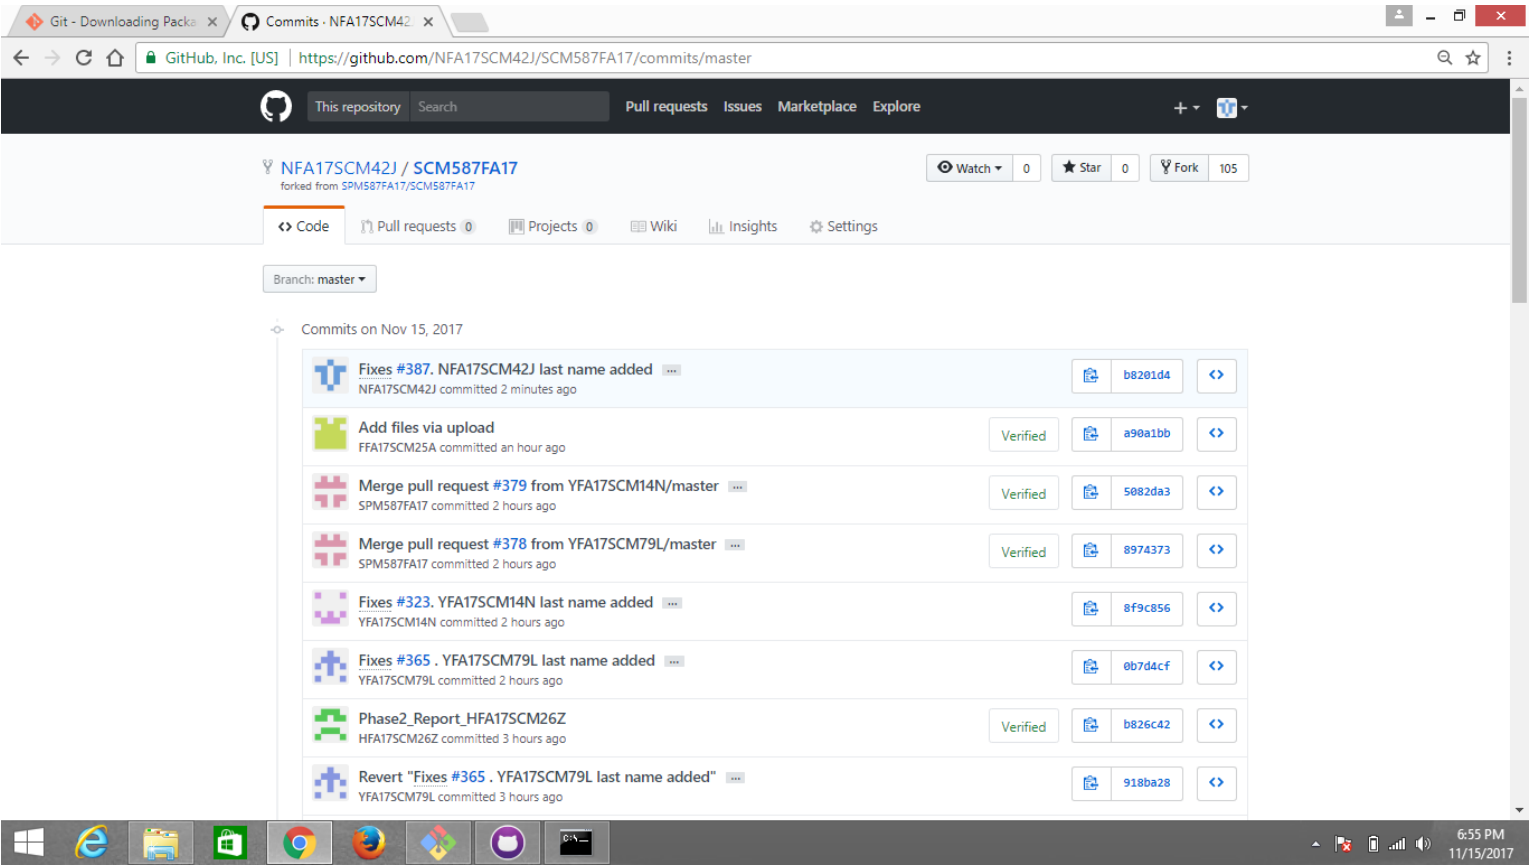 Git - Downloading Packa
Commits · NFA17SCM42
GitHub, Inc. [US] | https://github.com/NFA17SCM42J/SCM587FA17/commits/master
This repository Search Pull requests Issues Marketplace Explore
NFA17SCM42J / SCM587FA17
forked from SPM587FA17/SCM587FA17
Watch 0 Star 0 Fork 105
Code Pull requests 0 Projects 0 Wiki Insights Settings
Branch: master
Commits on Nov 15, 2017
Fixes #387. NFA17SCM42J last name added ...
NFA17SCM42J committed 2 minutes ago
b8201d4
Add files via upload
FFA17SCM25A committed an hour ago
Verified a90a1bb
Merge pull request #379 from YFA17SCM14N/master ...
SPM587FA17 committed 2 hours ago
Verified 5082da3
Merge pull request #378 from YFA17SCM79L/master ...
SPM587FA17 committed 2 hours ago
Verified 8974373
Fixes #323. YFA17SCM14N last name added ...
YFA17SCM14N committed 2 hours ago
8f9c856
Fixes #365 . YFA17SCM79L last name added ...
YFA17SCM79L committed 2 hours ago
0b7d4cf
Phase2_Report_HFA17SCM26Z
HFA17SCM26Z committed 3 hours ago
Verified b826c42
Revert "Fixes #365 . YFA17SCM79L last name added" ...
YFA17SCM79L committed 3 hours ago
918ba28
C:\_
6:55 PM
11/15/2017